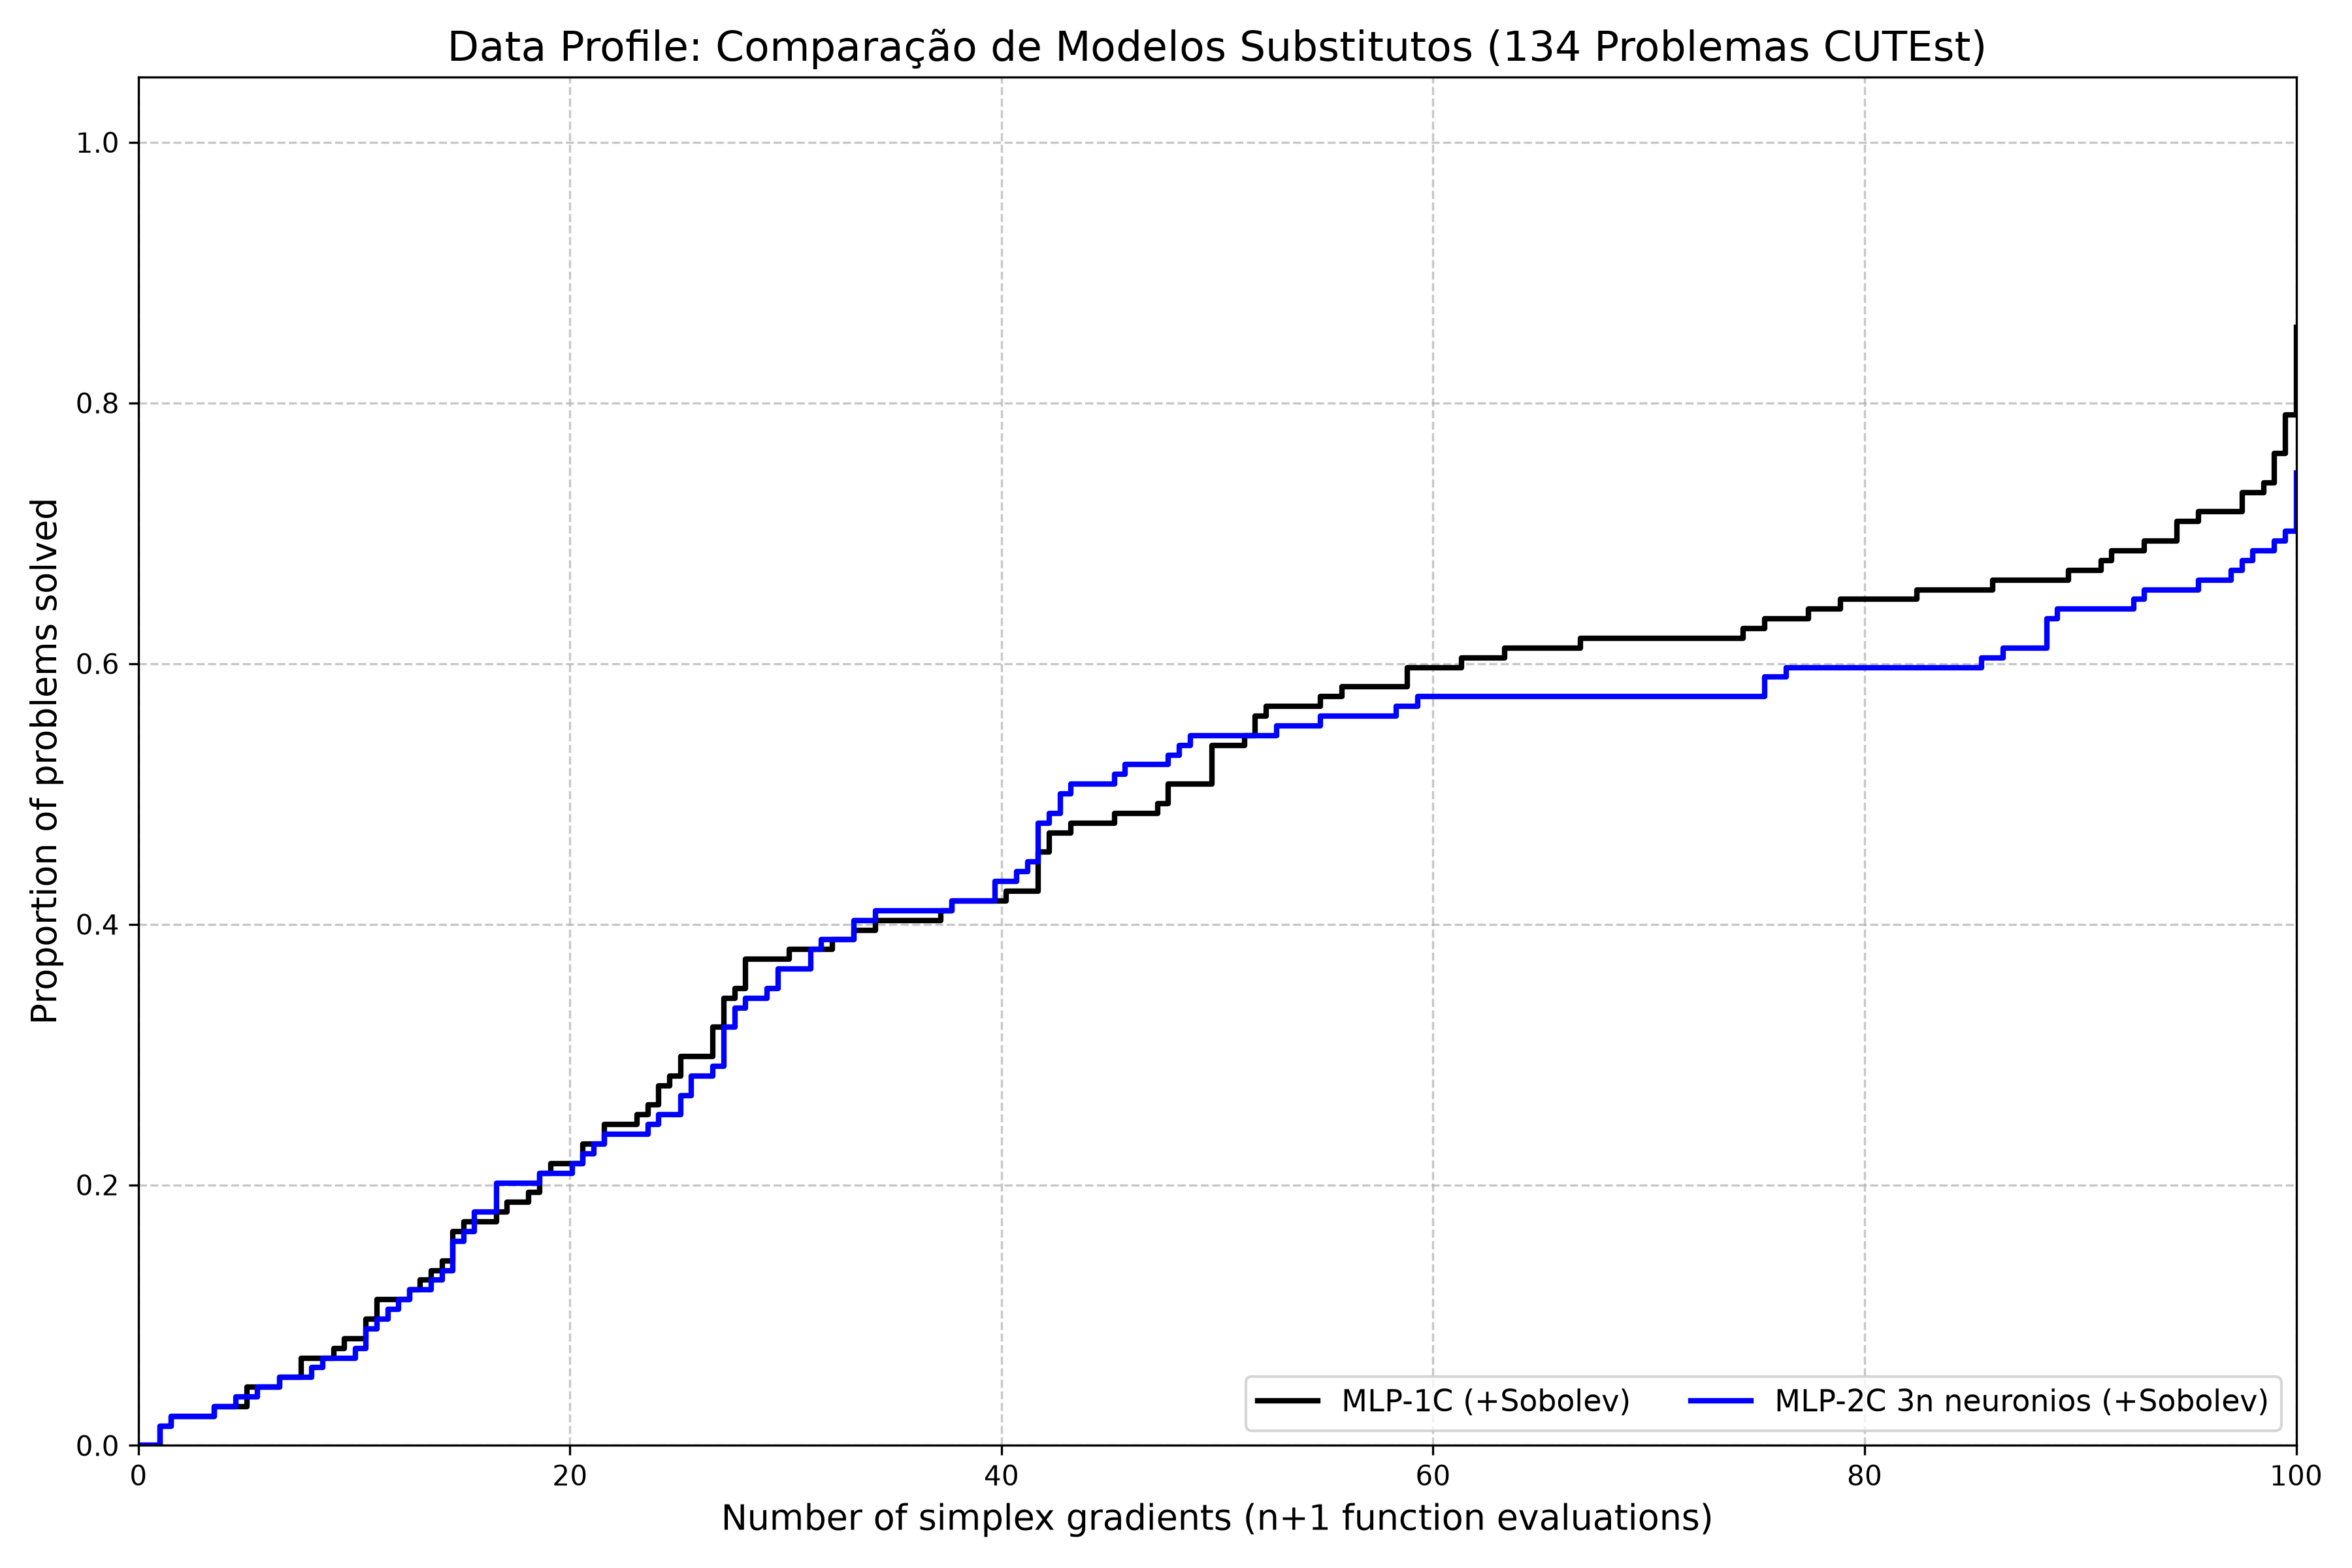 Data Profile: Comparação de Modelos Substitutos (134 Problemas CUTEst)
Proportion of problems solved
1.0
0.8
0.6
0.4
0.2
0.0
0 20 40 60 80 100
Number of simplex gradients (n+1 function evaluations)
MLP-1C (+Sobolev) MLP-2C 3n neuronios (+Sobolev)